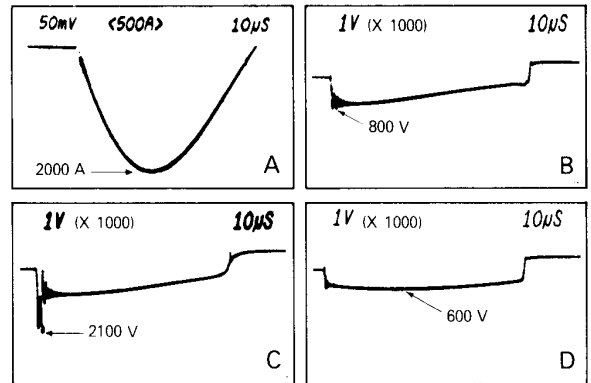 50mV <500A> 10µS
2000 A
A
1V (X 1000) 10µS
800 V
B
1V (X 1000) 10µS
2100 V
C
1V (X 1000) 10µS
600 V
D